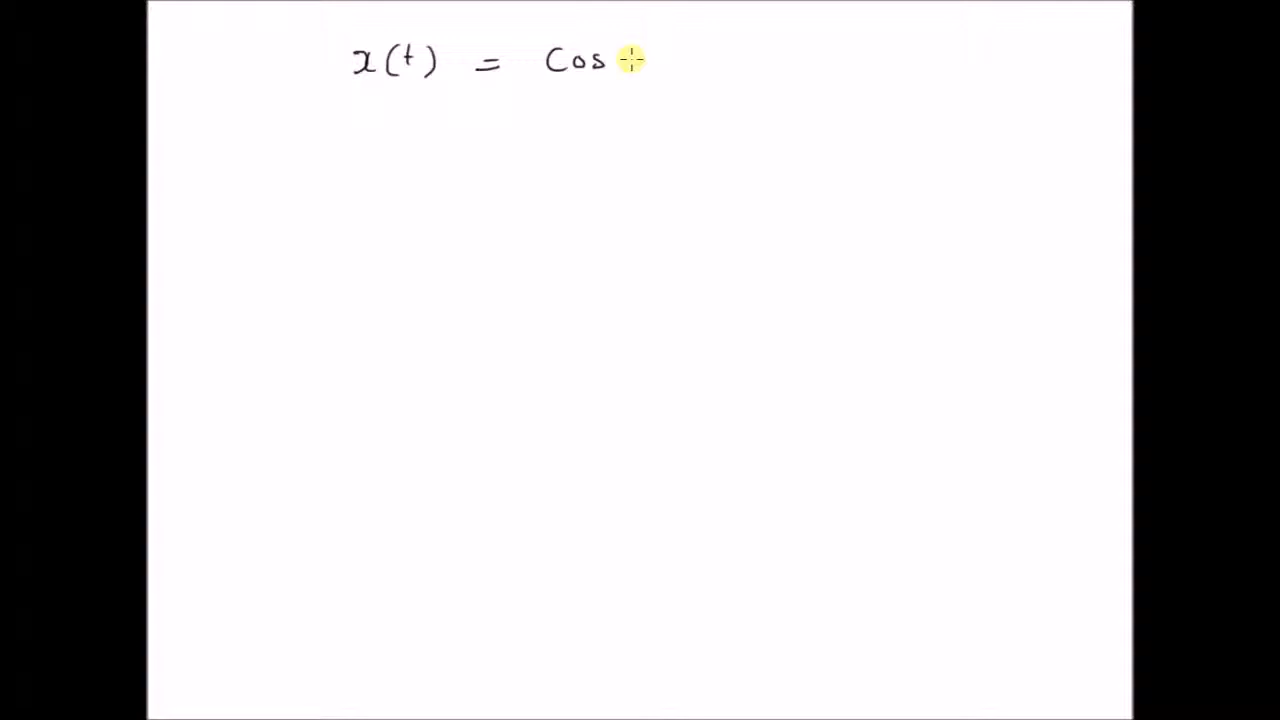 x(t) = Cos